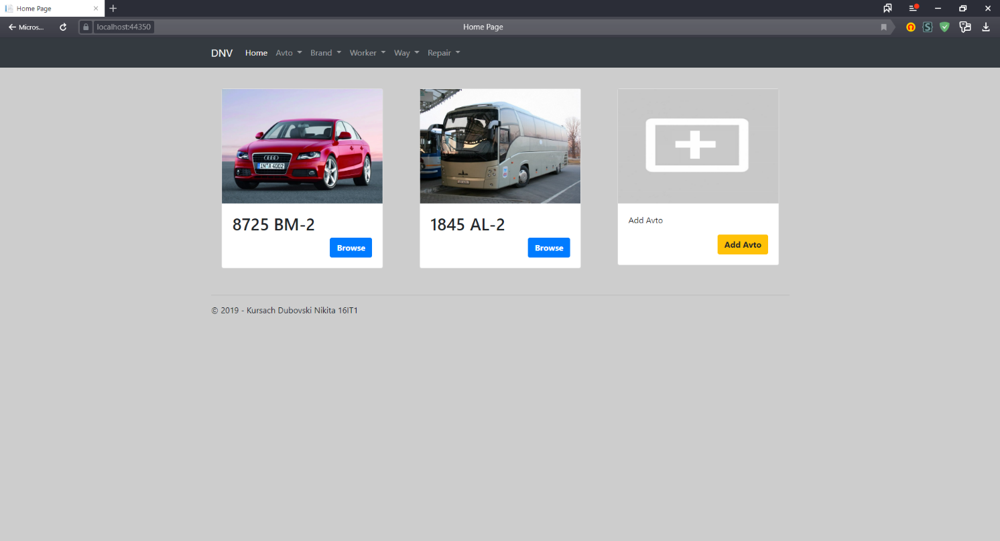 Home Page
Micros...
localhost:44350
Home Page
DNV Home Avto Brand Worker Way Repair
IN A 4002
8725 BM-2
Browse
1845 AL-2
Browse
Add Avto
Add Avto
© 2019 - Kursach Dubovski Nikita 16IT1